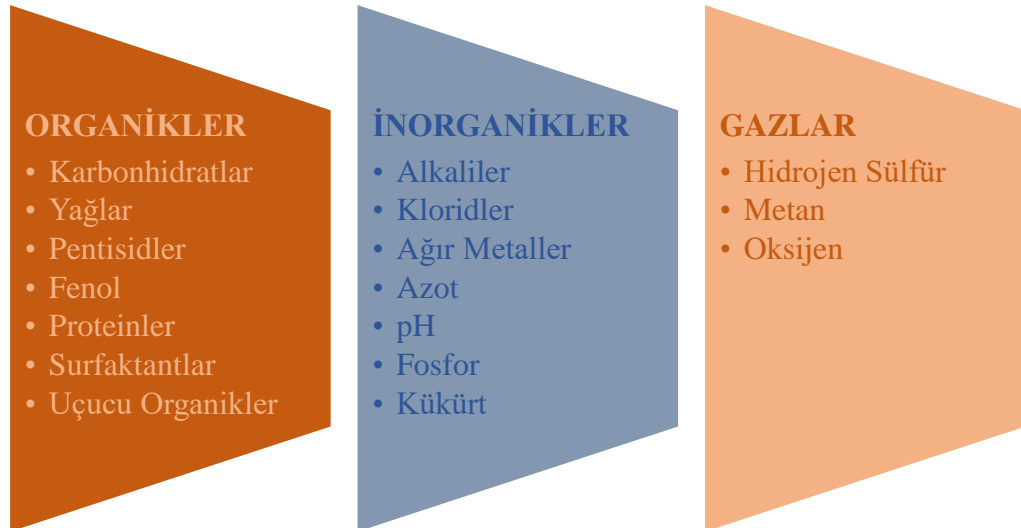 ORGANİKLER
• Karbonhidratlar
• Yağlar
• Pentisidler
• Fenol
• Proteinler
• Surfaktantlar
• Uçucu Organikler
İNORGANİKLER
• Alkaliler
• Kloridler
• Ağır Metaller
• Azot
• pH
• Fosfor
• Kükürt
GAZLAR
• Hidrojen Sülfür
• Metan
• Oksijen